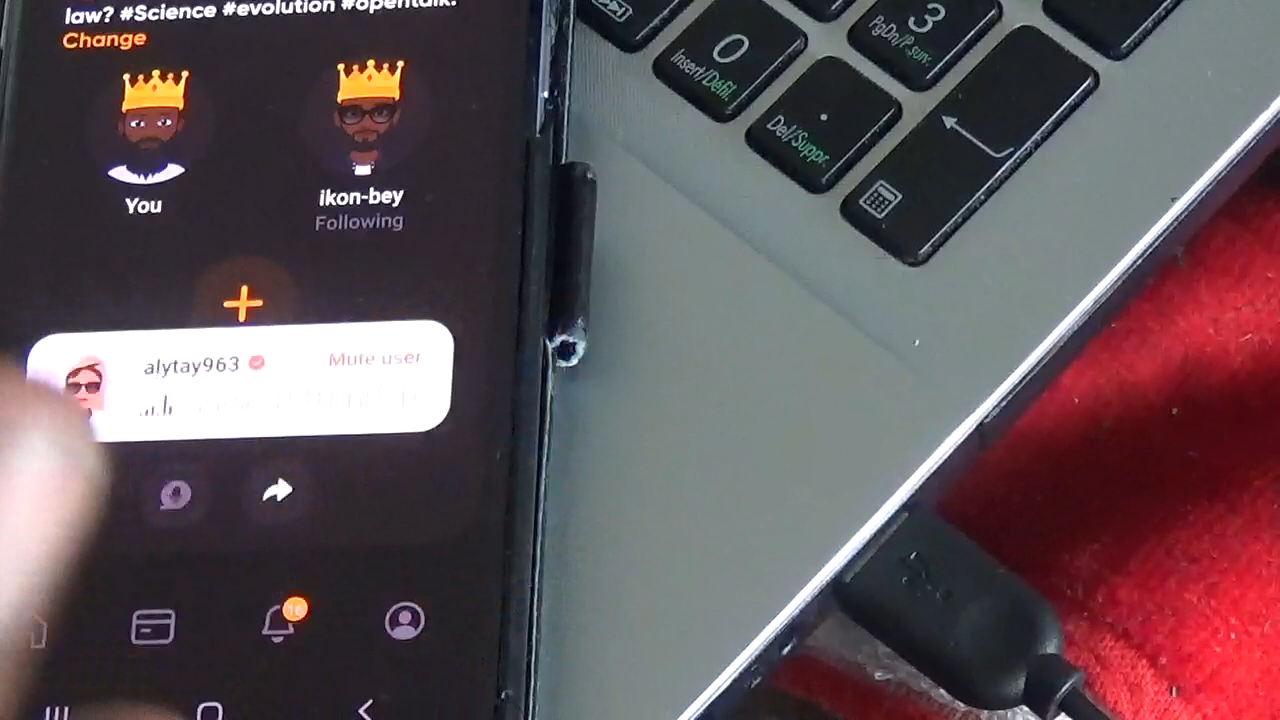 law? #Science #evolution #opentalk.
Change
You
ikon-bey
Following
alytay963
Mute user
3
PgDn/P.suiv.
0
Insert/Défil.
.
Del/Suppr.